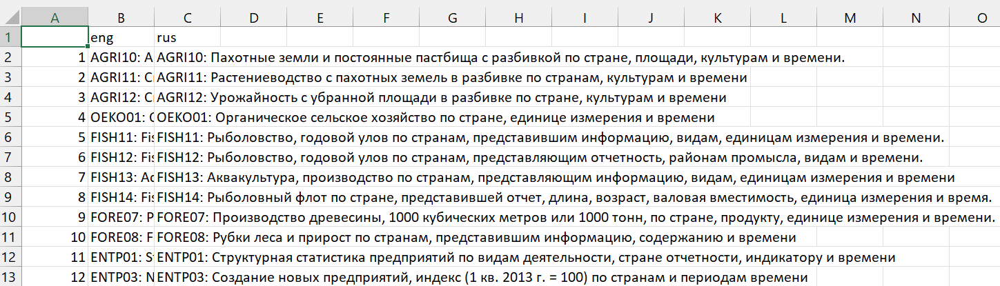 A B C D E F G H I J K L M N O
1 eng rus
2 1 AGRI10: A AGRI10: Пахотные земли и постоянные пастбища с разбивкой по стране, площади, культурам и времени.
3 2 AGRI11: AGRI11: Растениеводство с пахотных земель в разбивке по странам, культурам и времени
4 3 AGRI12: AGRI12: Урожайность с убранной площади в разбивке по стране, культурам и времени
5 4 OEKO01: OEKO01: Органическое сельское хозяйство по стране, единице измерения и времени
6 5 FISH11: Fis FISH11: Рыболовство, годовой улов по странам, представившим информацию, видам, единицам измерения и времени.
7 6 FISH12: Fis FISH12: Рыболовство, годовой улов по странам, представляющим отчетность, районам промысла, видам и времени.
8 7 FISH13: FISH13: Аквакультура, производство по странам, представляющим информацию, видам, единицам измерения и времени
9 8 FISH14: Fis FISH14: Рыболовный флот по стране, представившей отчет, длина, возраст, валовая вместимость, единица измерения и время.
10 9 FORE07: P FORE07: Производство древесины, 1000 кубических метров или 1000 тонн, по стране, продукту, единице измерения и времени.
11 10 FORE08: F FORE08: Рубки леса и прирост по странам, представившим информацию, содержанию и времени
12 11 ENTP01: ENTP01: Структурная статистика предприятий по видам деятельности, стране отчетности, индикатору и времени
13 12 ENTP03: N ENTP03: Создание новых предприятий, индекс (1 кв. 2013 г. = 100) по странам и периодам времени